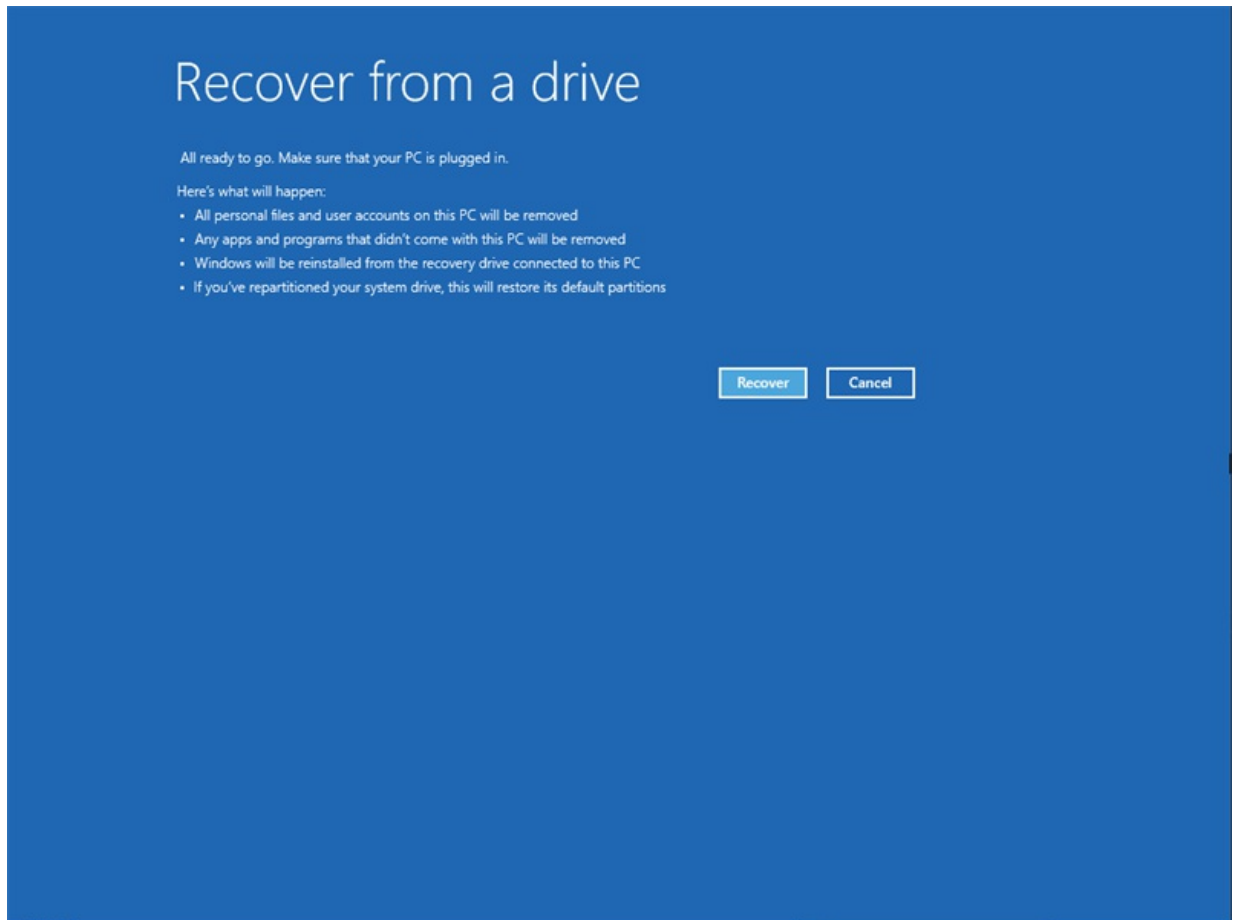 Recover from a drive
All ready to go. Make sure that your PC is plugged in.
Here's what will happen:
• All personal files and user accounts on this PC will be removed
• Any apps and programs that didn't come with this PC will be removed
• Windows will be reinstalled from the recovery drive connected to this PC
• If you've repartitioned your system drive, this will restore its default partitions
Recover Cancel